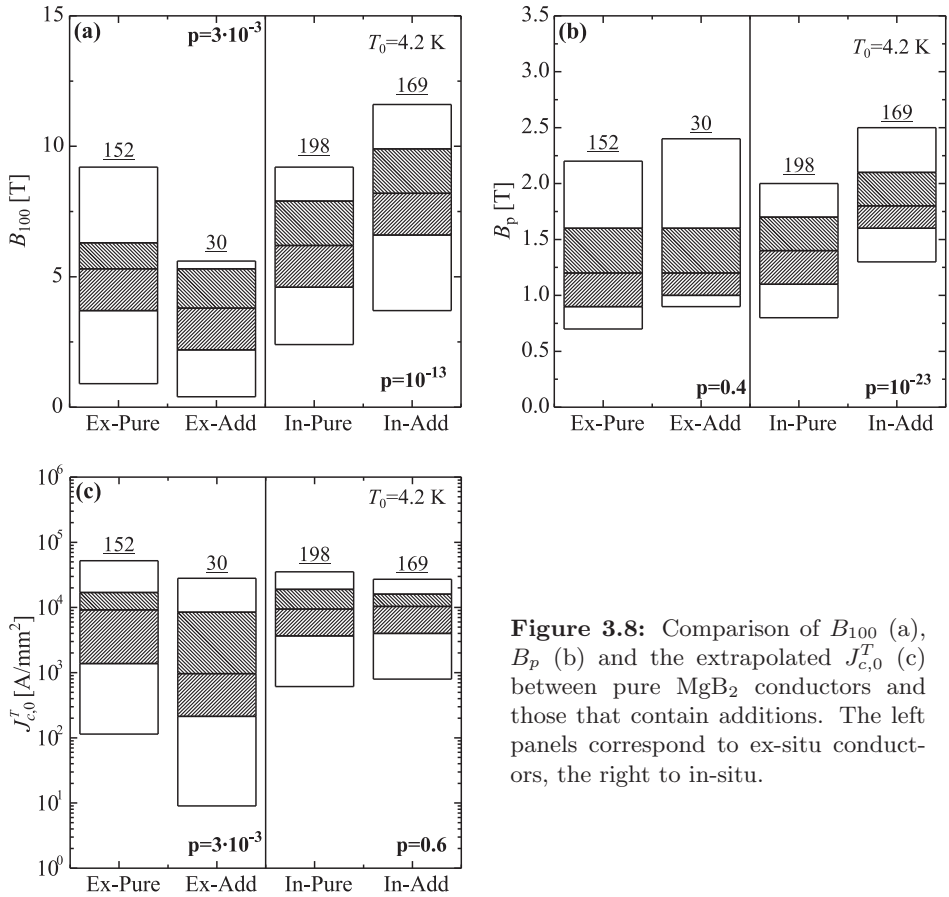 (a)
p=3·10⁻³
T₀=4.2 K
15
10
5
0
B₁₀₀ [T]
152
30
198
169
p=10⁻¹³
Ex-Pure Ex-Add In-Pure In-Add
(b)
T₀=4.2 K
3.5
3.0
2.5
2.0
1.5
1.0
0.5
0.0
Bₚ [T]
152
30
198
169
p=0.4
p=10⁻²³
Ex-Pure Ex-Add In-Pure In-Add
(c)
T₀=4.2 K
10⁶
10⁵
10⁴
10³
10²
10¹
10⁰
J_{c,0}^T [A/mm²]
152
30
198
169
p=3·10⁻³
p=0.6
Ex-Pure Ex-Add In-Pure In-Add
Figure 3.8: Comparison of B₁₀₀ (a),
Bₚ (b) and the extrapolated J_{c,0}^T (c)
between pure MgB₂ conductors and
those that contain additions. The left
panels correspond to ex-situ conduct-
ors, the right to in-situ.